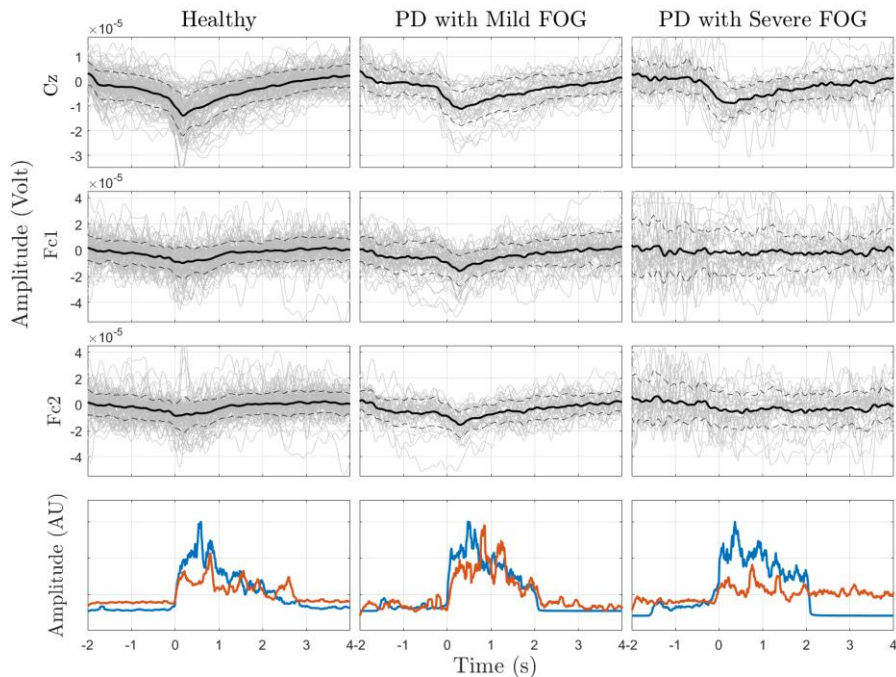 Healthy PD with Mild FOG PD with Severe FOG
×10⁻⁵
1
0
-1
-2
-3
Cz
×10⁻⁵
4
2
0
-2
-4
Fc1
×10⁻⁵
4
2
0
-2
-4
Fc2
Amplitude (Volt)
Amplitude (AU)
-2 -1 0 1 2 3 4 -2 -1 0 1 2 3 4 -2 -1 0 1 2 3 4
Time (s)